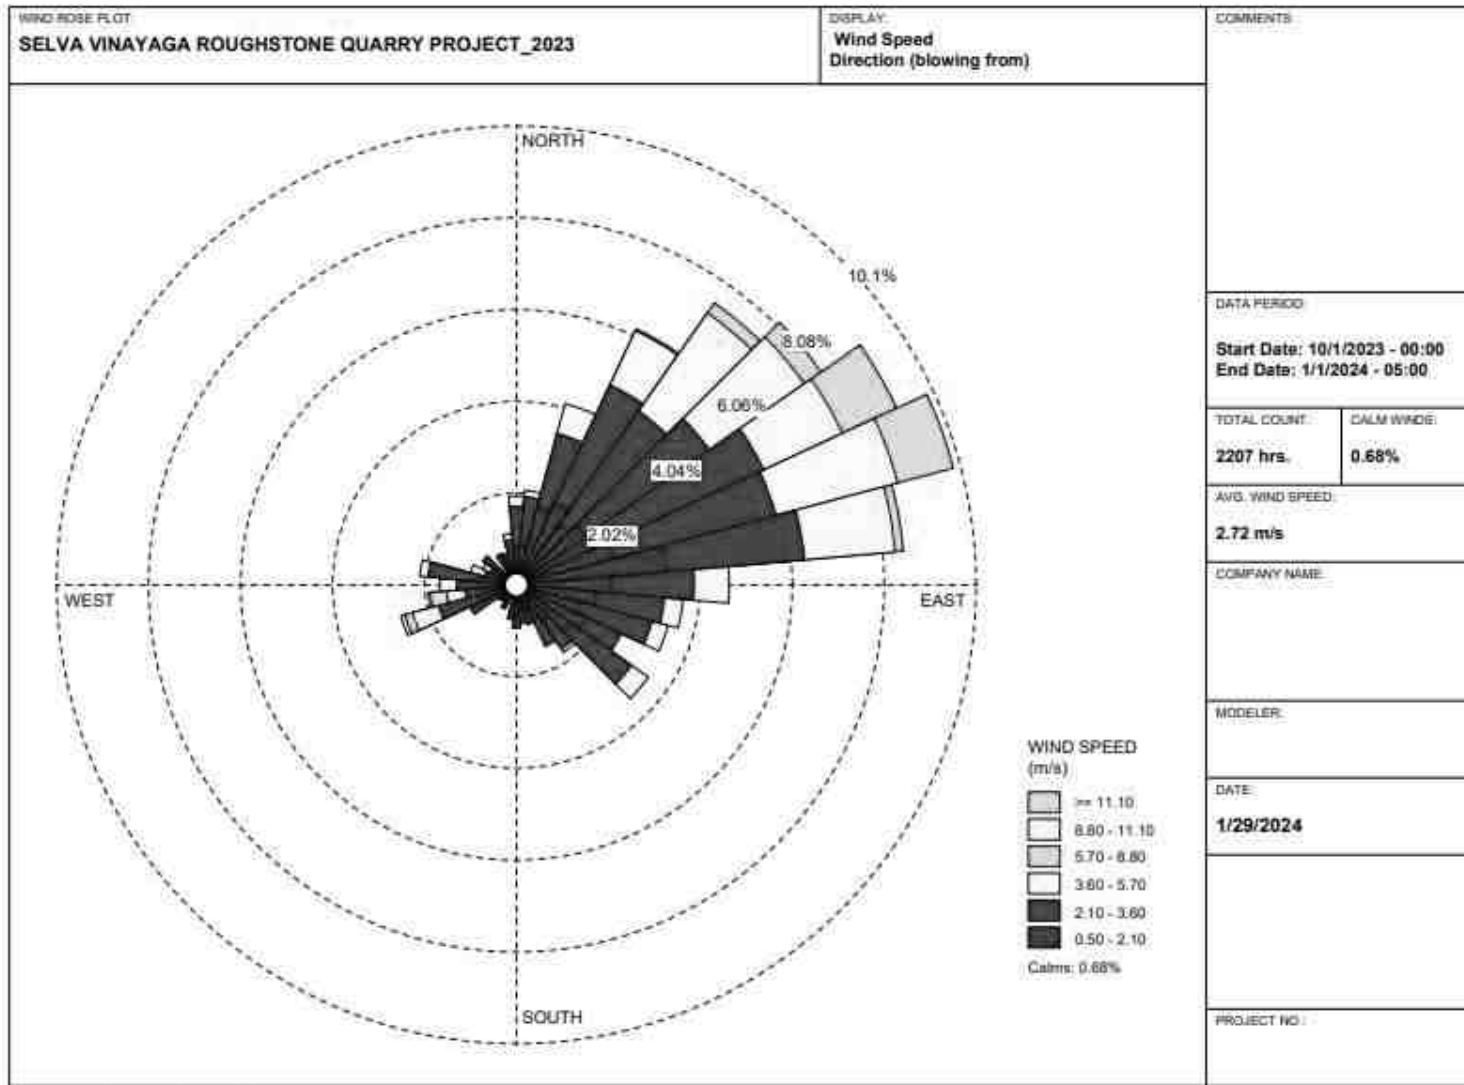 WIND ROSE PLOT:
SELVA VINAYAGA ROUGHSTONE QUARRY PROJECT_2023
DISPLAY:
Wind Speed
Direction (blowing from)
COMMENTS:
NORTH
10.1%
8.08%
6.06%
4.04%
2.02%
WEST
EAST
SOUTH
WIND SPEED
(m/s)
>= 11.10
8.80 - 11.10
5.70 - 8.80
3.60 - 5.70
2.10 - 3.60
0.50 - 2.10
Calms: 0.68%
DATA PERIOD:
Start Date: 10/1/2023 - 00:00
End Date: 1/1/2024 - 05:00
TOTAL COUNT:
2207 hrs.
CALM WINDS:
0.68%
AVG. WIND SPEED:
2.72 m/s
COMPANY NAME:
MODELER:
DATE:
1/29/2024
PROJECT NO.: